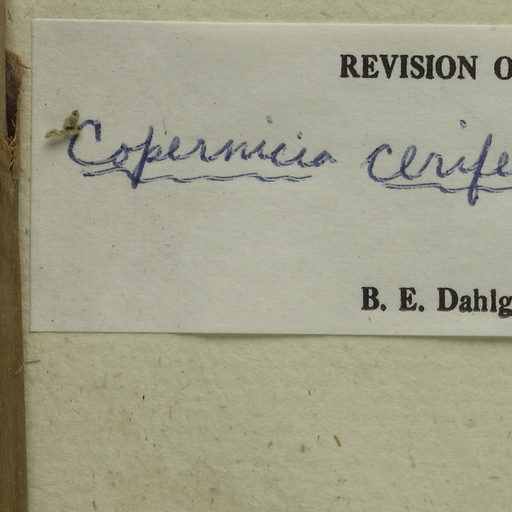 REVISION O
Copernicia cerife
B. E. Dahlg